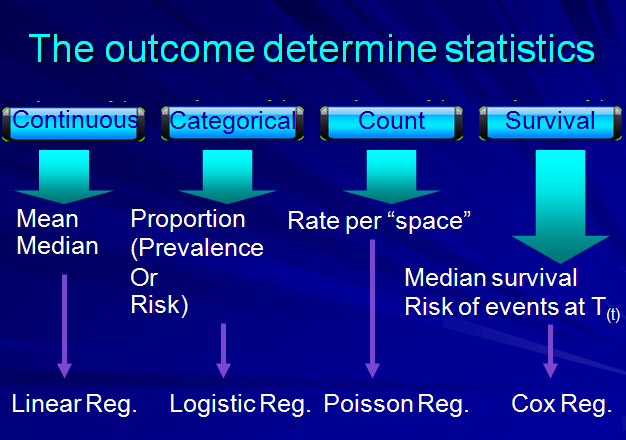 The outcome determine statistics
Continuous
Categorical
Count
Survival
Mean
Median
Proportion
(Prevalence
Or
Risk)
Rate per “space”
Median survival
Risk of events at T(t)
Linear Reg.
Logistic Reg.
Poisson Reg.
Cox Reg.